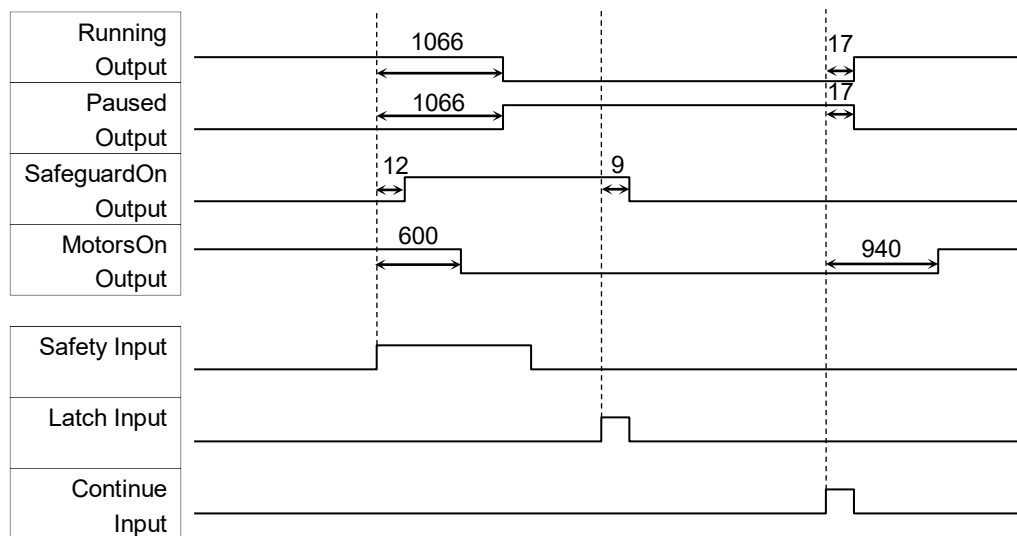 Running
Output
1066
17
Paused
Output
1066
17
SafeguardOn
Output
12
9
MotorsOn
Output
600
940
Safety Input
Latch Input
Continue
Input